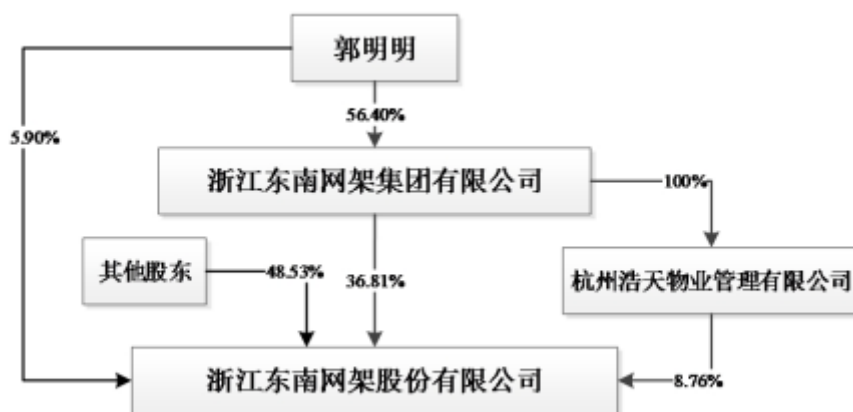 郭明明
56.40%
5.90%
浙江东南网架集团有限公司
100%
其他股东
48.53%
36.81%
杭州浩天物业管理有限公司
浙江东南网架股份有限公司
8.76%